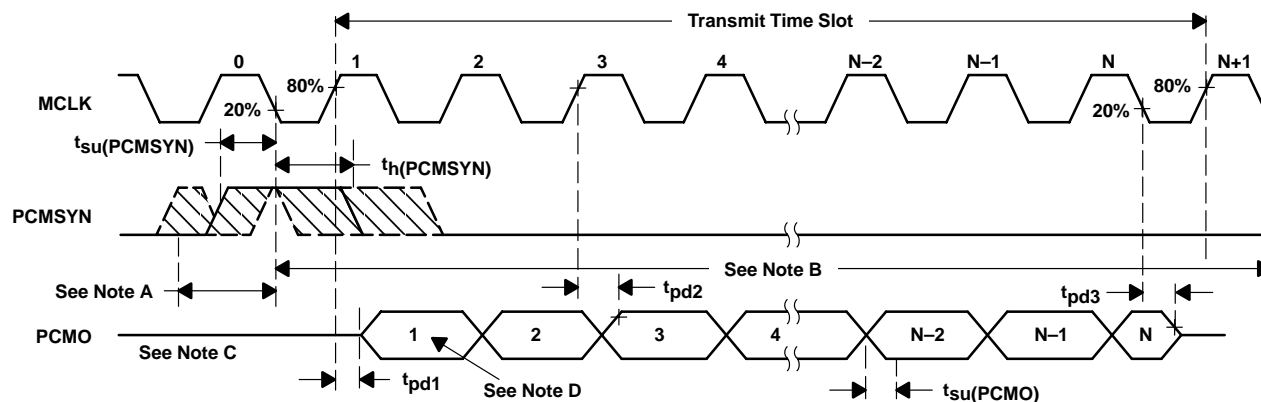 Transmit Time Slot
0 1 2 3 4 N–2 N–1 N N+1
MCLK
80% 80%
20% 20%
tsu(PCMSYN)
th(PCMSYN)
PCMSYN
See Note B
See Note A
tpd2
tpd3
PCMO
1 2 3 4 N–2 N–1 N
See Note C
tpd1
See Note D
tsu(PCMO)